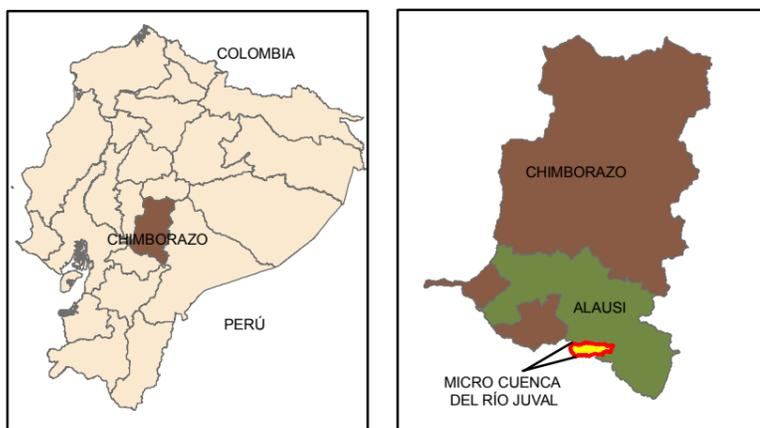 COLOMBIA
CHIMBORAZO
PERÚ
CHIMBORAZO
ALAUSI
MICRO CUENCA
DEL RÍO JUVAL